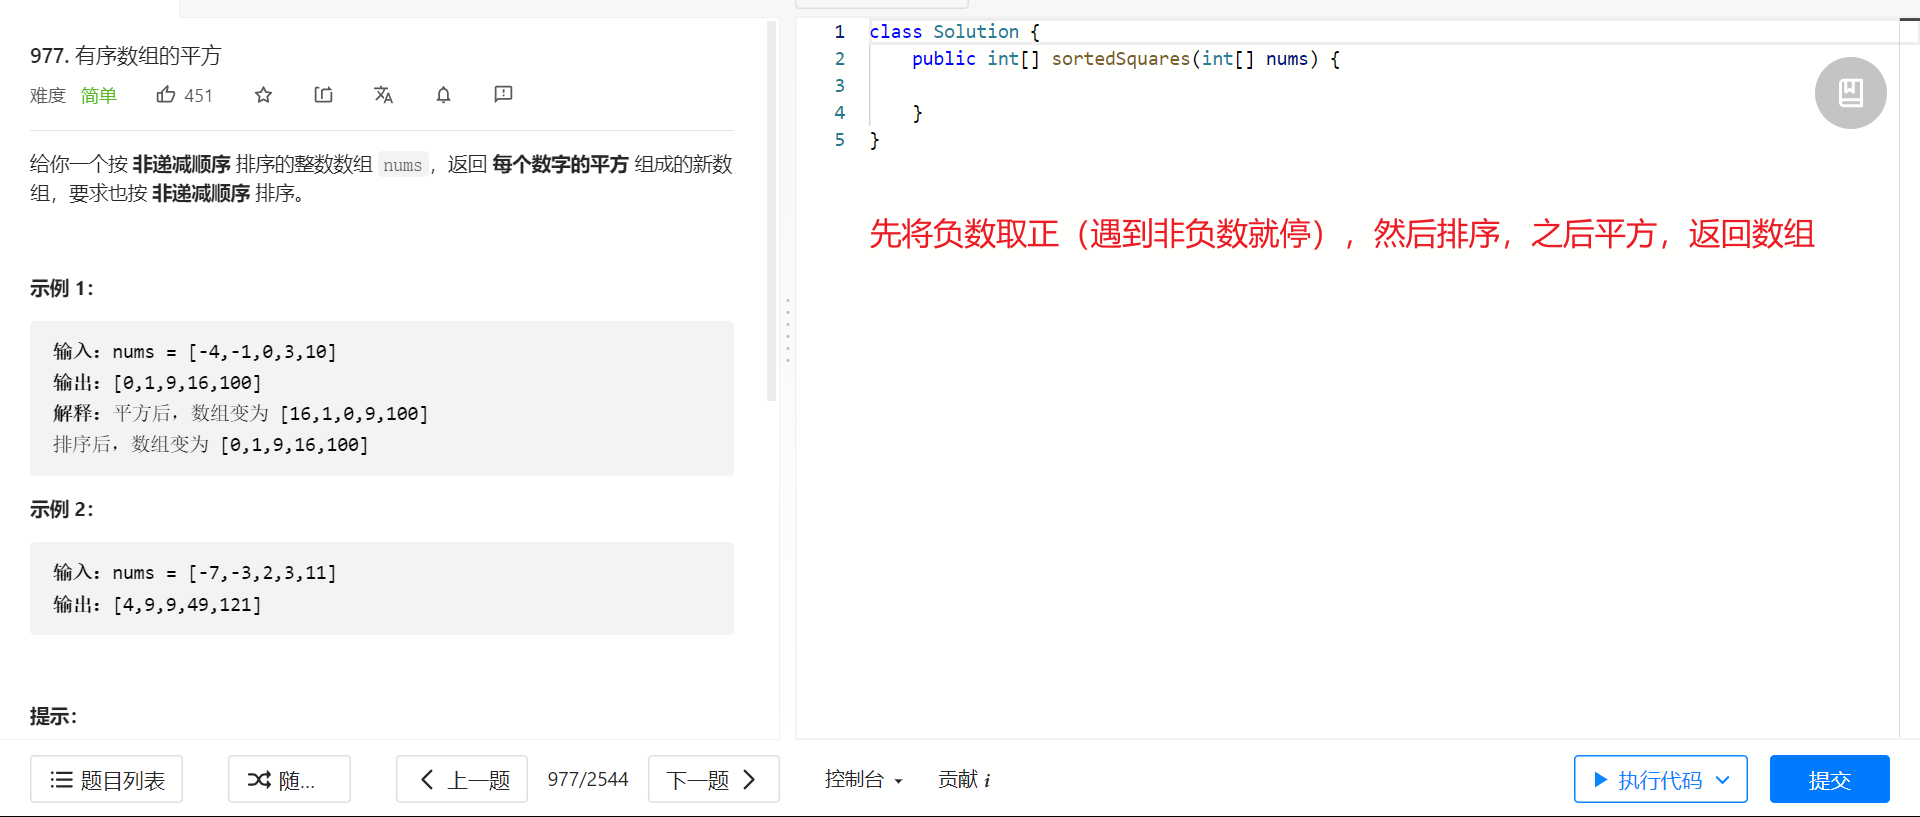 977. 有序数组的平方
难度 简单 451
给你一个按 非递减顺序 排序的整数数组 nums，返回 每个数字的平方 组成的新数
组，要求也按 非递减顺序 排序。
示例 1：
输入：nums = [-4,-1,0,3,10]
输出：[0,1,9,16,100]
解释：平方后，数组变为 [16,1,0,9,100]
排序后，数组变为 [0,1,9,16,100]
示例 2：
输入：nums = [-7,-3,2,3,11]
输出：[4,9,9,49,121]
提示：
题目列表 随... 上一题 977/2544 下一题
1 class Solution {
2 public int[] sortedSquares(int[] nums) {
3
4 }
5 }
先将负数取正（遇到非负数就停），然后排序，之后平方，返回数组
控制台 贡献 i 执行代码 提交